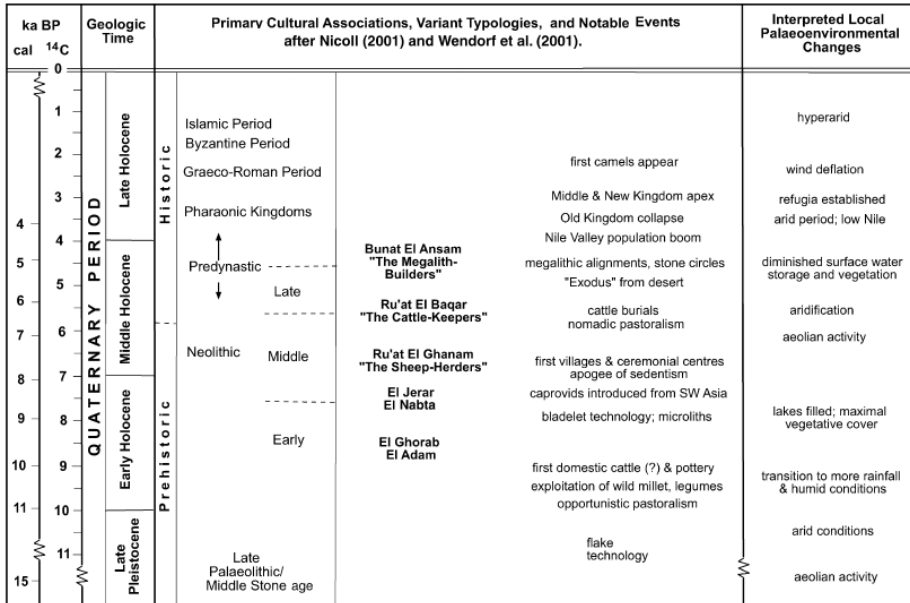 ka BP
cal 14C
Geologic
Time
Primary Cultural Associations, Variant Typologies, and Notable Events
after Nicoll (2001) and Wendorf et al. (2001).
Interpreted Local
Palaeoenvironmental
Changes
0
1
2
3
4
5
6
7
8
9
10
11
4
5
6
7
8
9
10
11
15
QUATERNARY PERIOD
Late Holocene
Middle Holocene
Early Holocene
Late
Pleistocene
Historic
Prehistoric
Islamic Period
Byzantine Period
Graeco-Roman Period
Pharaonic Kingdoms
Predynastic
Late
Neolithic
Middle
Early
Late
Palaeolithic/
Middle Stone age
Bunat El Ansam
"The Megalith-
Builders"
Ru'at El Baqar
"The Cattle-Keepers"
Ru'at El Ghanam
"The Sheep-Herders"
El Jerar
El Nabta
El Ghorab
El Adam
first camels appear
Middle & New Kingdom apex
Old Kingdom collapse
Nile Valley population boom
megalithic alignments, stone circles
"Exodus" from desert
cattle burials
nomadic pastoralism
first villages & ceremonial centres
apogee of sedentism
caprovids introduced from SW Asia
bladelet technology; microliths
first domestic cattle (?) & pottery
exploitation of wild millet, legumes
opportunistic pastoralism
flake
technology
hyperarid
wind deflation
refugia established
arid period; low Nile
diminished surface water
storage and vegetation
aridification
aeolian activity
lakes filled; maximal
vegetative cover
transition to more rainfall
& humid conditions
arid conditions
aeolian activity